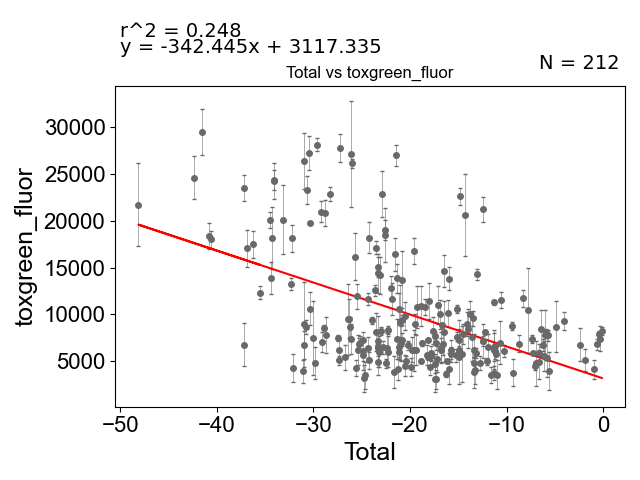 r^2 = 0.248
y = -342.445x + 3117.335
N = 212
Total vs toxgreen_fluor
30000
25000
20000
15000
10000
5000
toxgreen_fluor
−50
−40
−30
−20
−10
0
Total